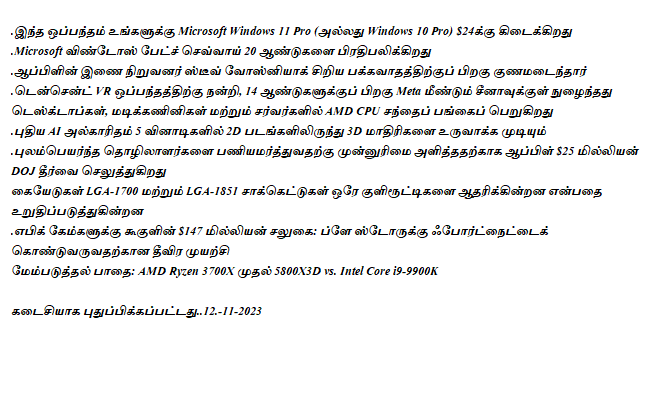 .இந்த ஒப்பந்தம் உங்களுக்கு Microsoft Windows 11 Pro (அல்லது Windows 10 Pro) $24க்கு கிடைக்கிறது
.Microsoft விண்டோஸ் பேட்ச் செவ்வாய் 20 ஆண்டுகளை பிரதிபலிக்கிறது
.ஆப்பிளின் இணை நிறுவனர் ஸ்டீவ் வோஸ்னியாக் சிறிய பக்கவாதத்திற்குப் பிறகு குணமடைந்தார்
.டென்சென்ட் VR ஒப்பந்தத்திற்கு நன்றி, 14 ஆண்டுகளுக்குப் பிறகு Meta மீண்டும் சீனாவுக்குள் நுழைந்தது
டெஸ்க்டாப்கள், மடிக்கணினிகள் மற்றும் சர்வர்களில் AMD CPU சந்தைப் பங்கைப் பெறுகிறது
.புதிய AI அல்காரிதம் 5 வினாடிகளில் 2D படங்களிலிருந்து 3D மாதிரிகளை உருவாக்க முடியும்
.புலம்பெயர்ந்த தொழிலாளர்களை பணியமர்த்துவதற்கு முன்னுரிமை அளித்ததற்காக ஆப்பிள் $25 மில்லியன்
DOJ தீர்வை செலுத்துகிறது
கையேடுகள் LGA-1700 மற்றும் LGA-1851 சாக்கெட்டுகள் ஒரே குளிரூட்டிகளை ஆதரிக்கின்றன என்பதை
உறுதிப்படுத்துகின்றன
.எபிக் கேம்களுக்கு கூகுளின் $147 மில்லியன் சலுகை: ப்ளே ஸ்டோருக்கு ஃபோர்ட்நைட்டைக்
கொண்டுவருவதற்கான தீவிர முயற்சி
மேம்படுத்தல் பாதை: AMD Ryzen 3700X முதல் 5800X3D vs. Intel Core i9-9900K
கடைசியாக புதுப்பிக்கப்பட்டது..12.-11-2023